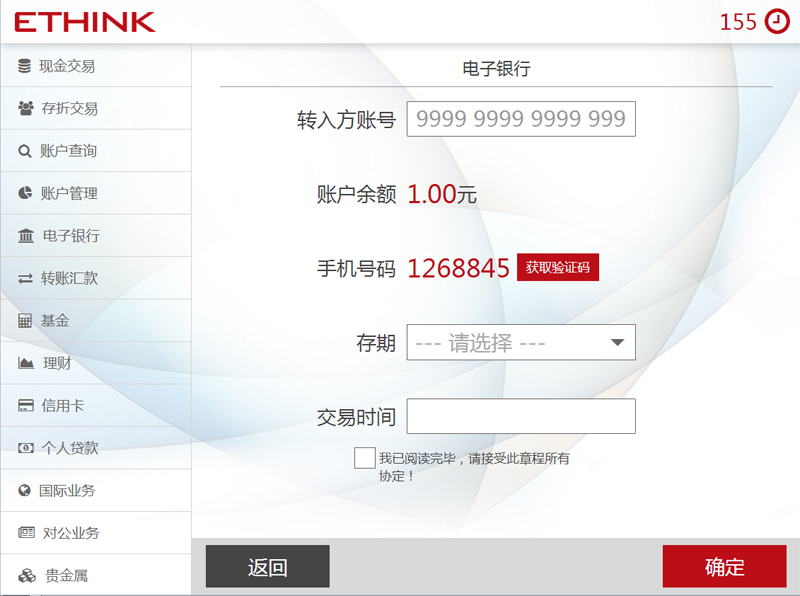 ETHINK
155
现金交易
存折交易
账户查询
账户管理
电子银行
转账汇款
基金
理财
信用卡
个人贷款
国际业务
对公业务
贵金属
电子银行
转入方账号 9999 9999 9999 999
账户余额 1.00元
手机号码 1268845 获取验证码
存期 --- 请选择 ---
交易时间
我已阅读完毕，请接受此章程所有
协定！
返回
确定